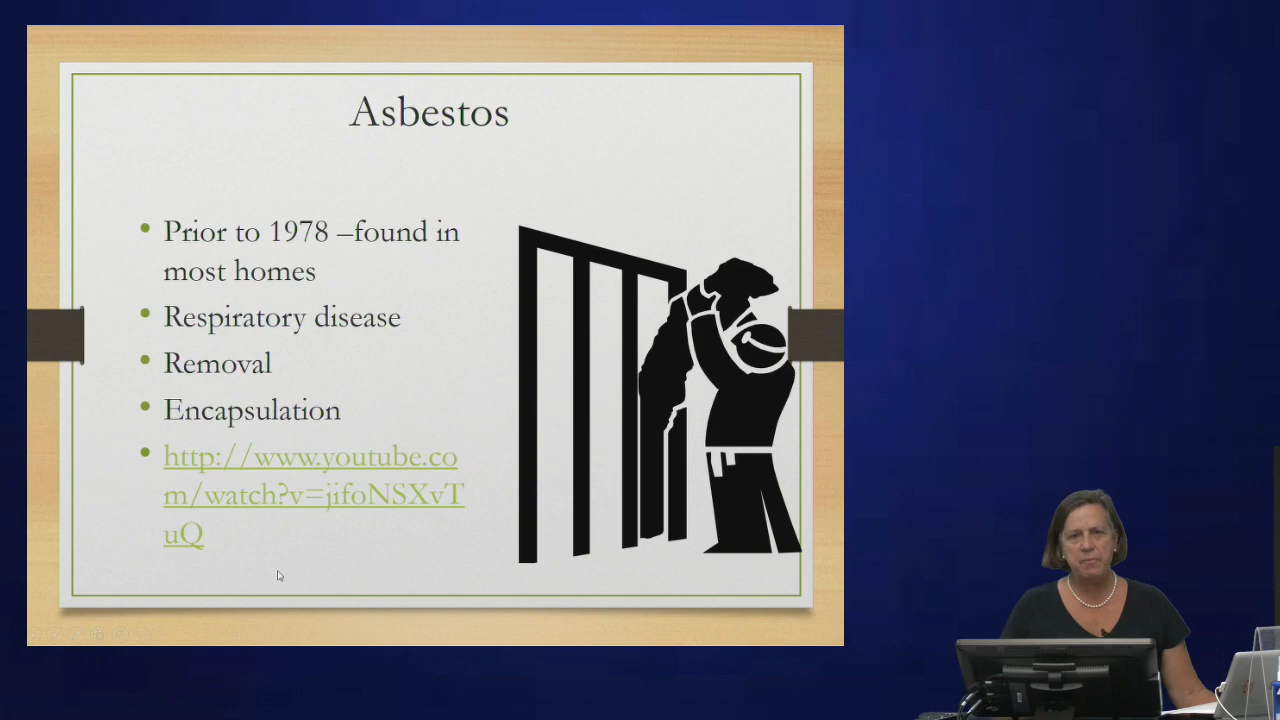 Asbestos
• Prior to 1978 –found in
most homes
• Respiratory disease
• Removal
• Encapsulation
• http://www.youtube.co
m/watch?v=jifoNSXvT
uQ